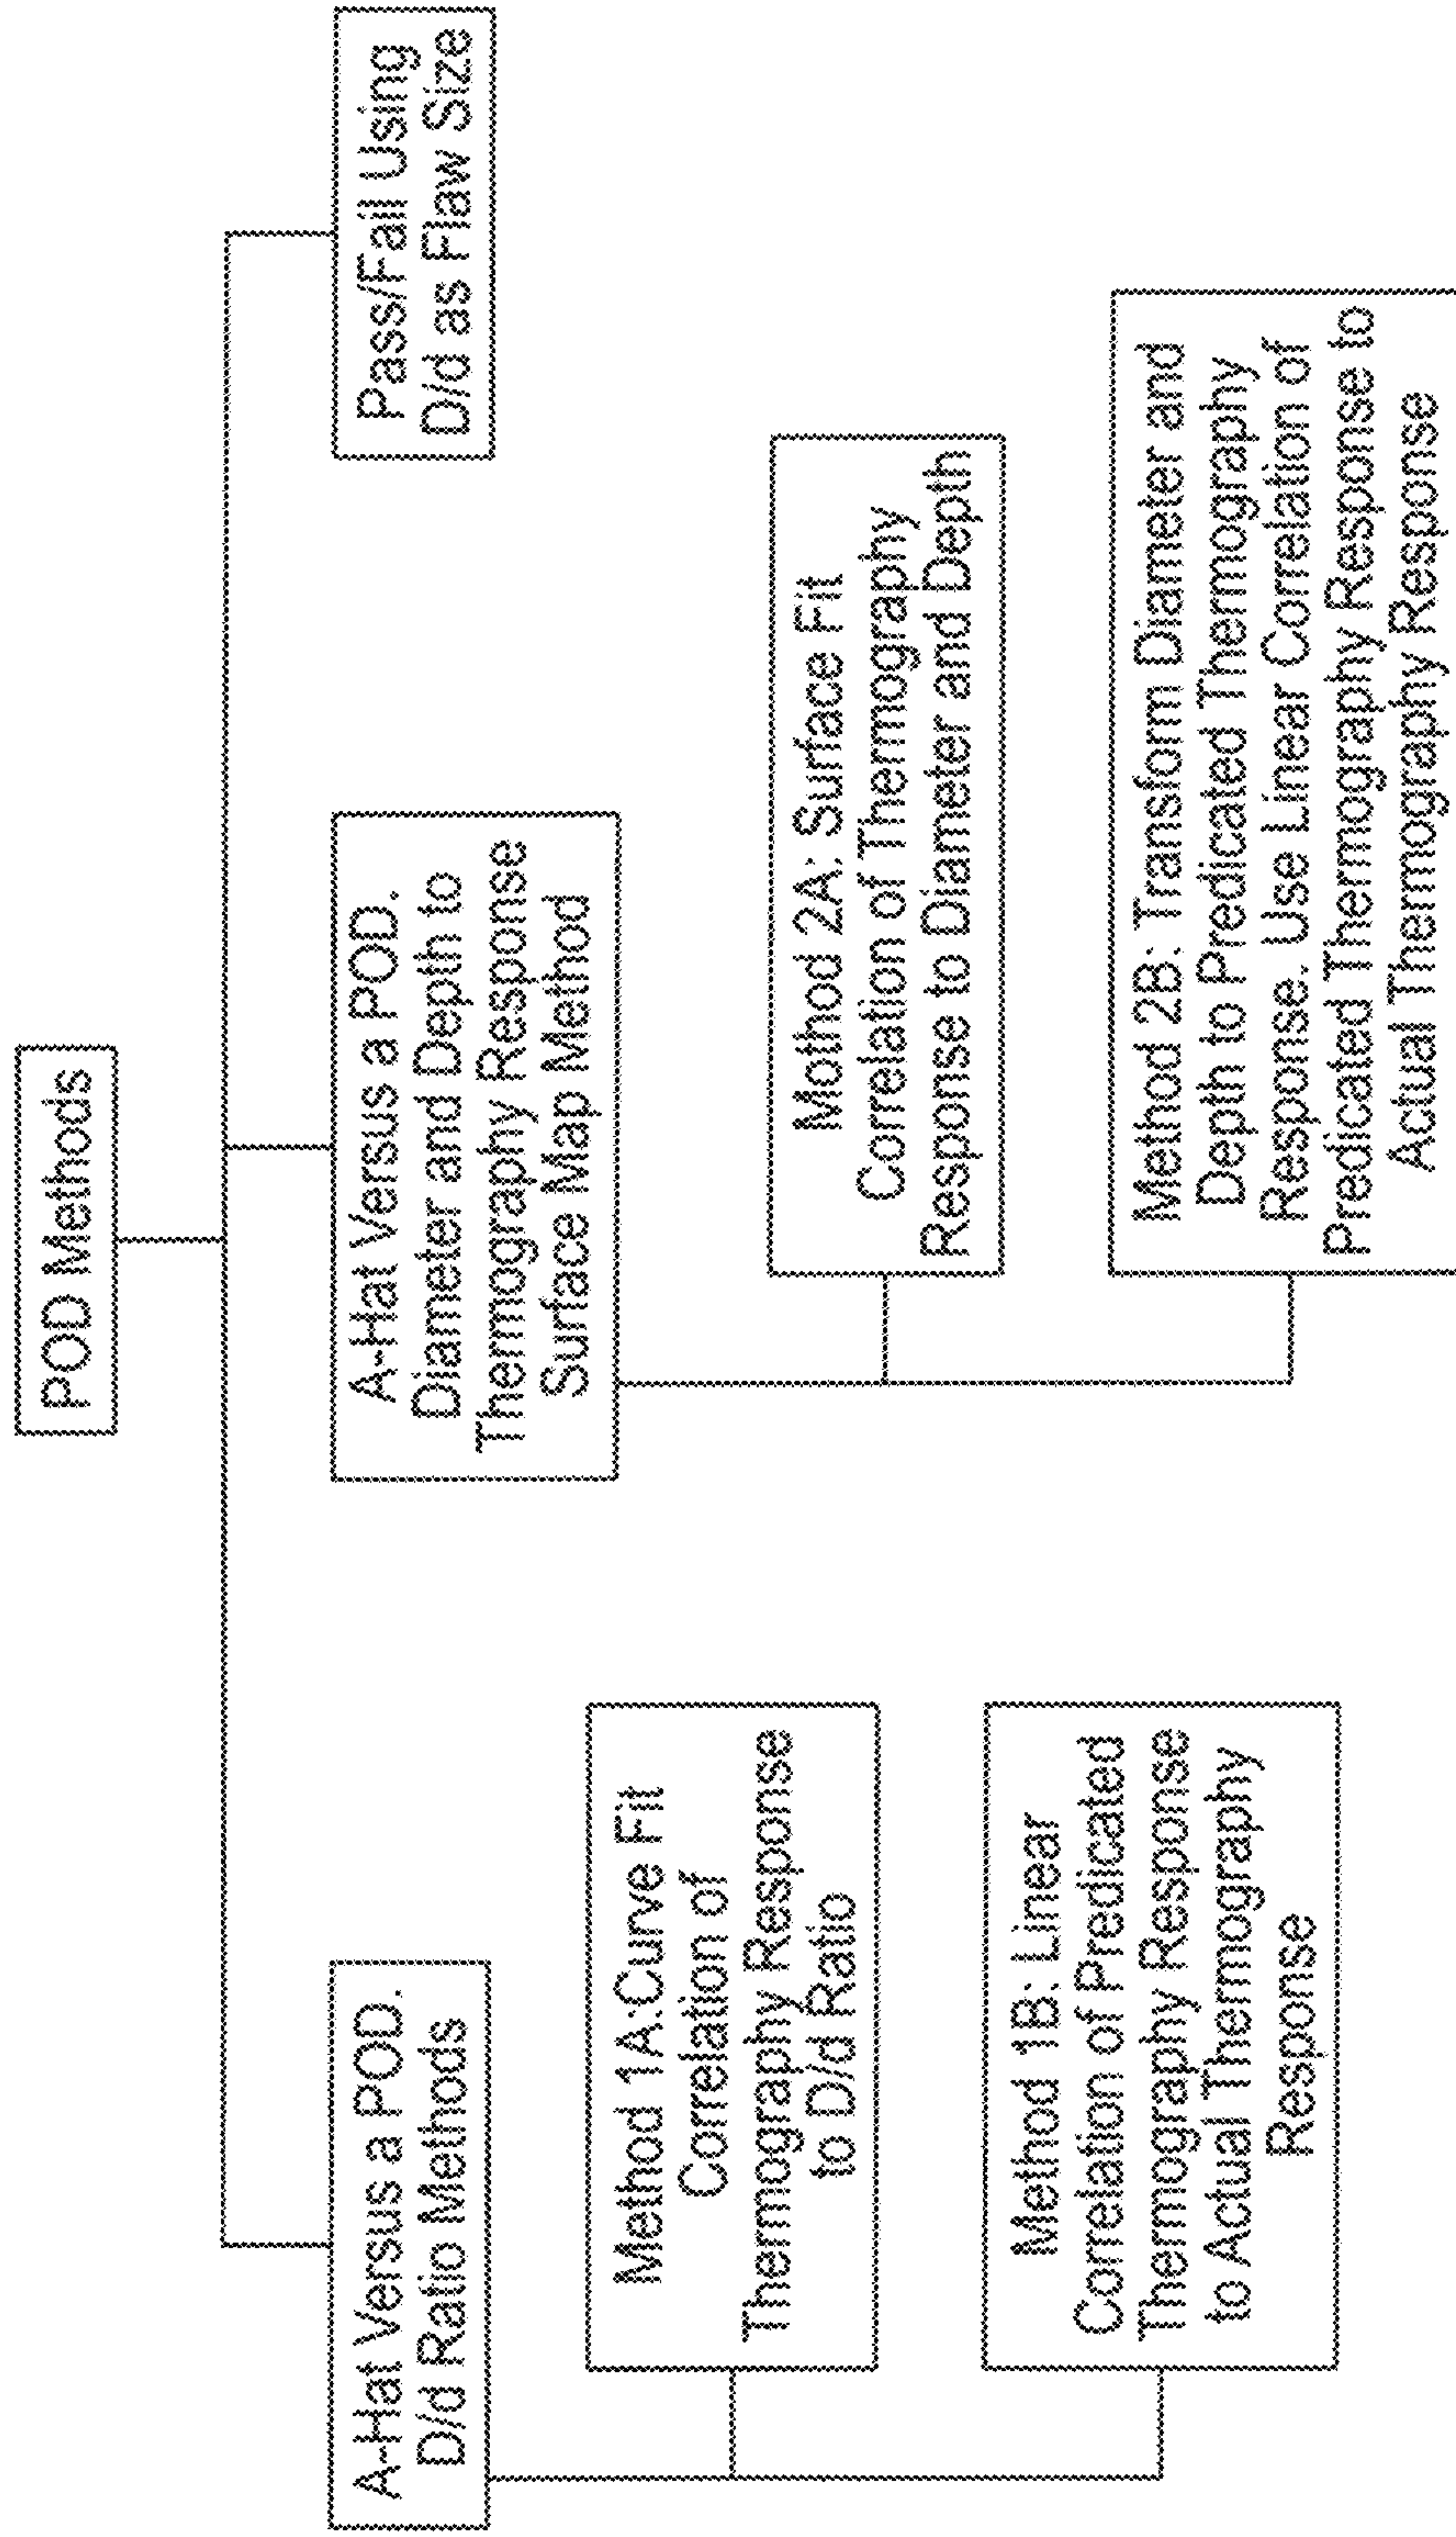 POD Methods
A-Hat Versus a POD.
D/d Ratio Methods
Method 1A:Curve Fit
Correlation of
Thermography Response
to D/d Ratio
Method 1B: Linear
Correlation of Predicated
Thermography Response
to Actual Thermography
Response
A-Hat Versus a POD.
Diameter and Depth to
Thermography Response
Surface Map Method
Mothod 2A: Surface Fit
Correlation of Thermography
Response to Diameter and Depth
Method 2B: Transform Diameter and
Depth to Predicated Thermography
Response. Use Linear Correlation of
Predicated Thermography Response to
Actual Thermography Response
Pass/Fail Using
D/d as Flaw Size